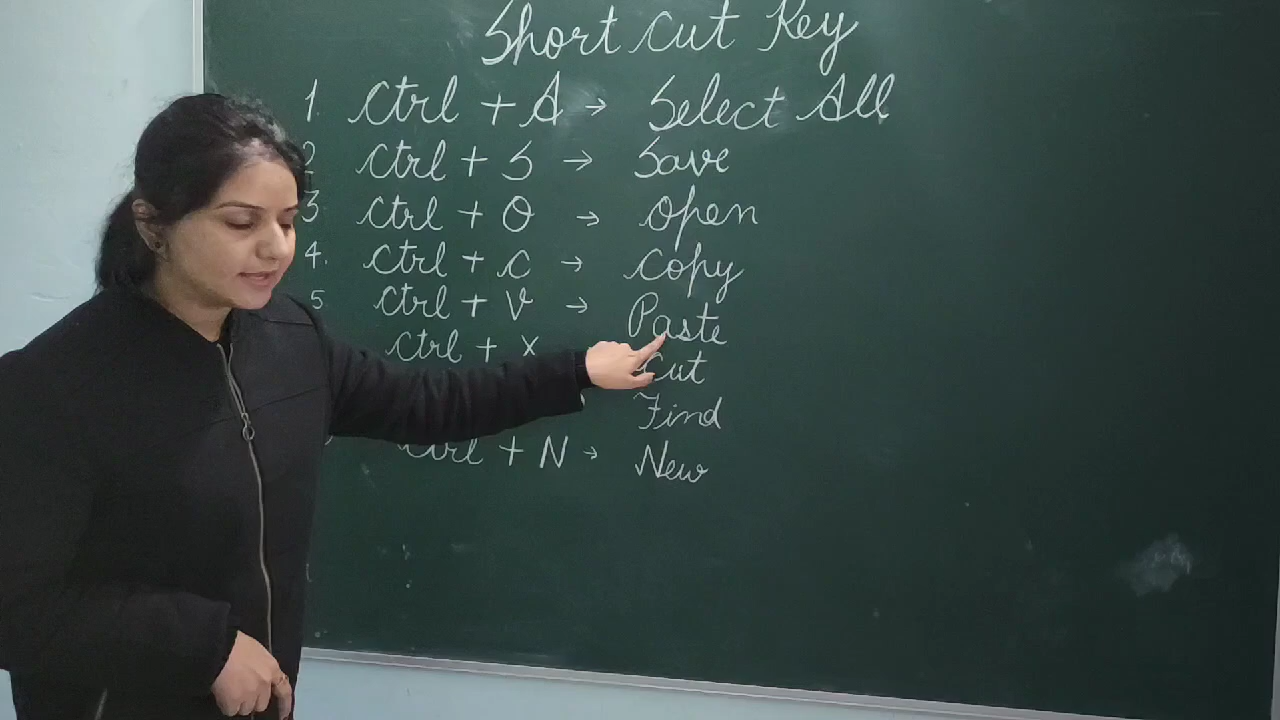 Short Cut Key
1. Ctrl + A → Select All
2 Ctrl + S → Save
3 Ctrl + O → Open
4. Ctrl + C → Copy
5 Ctrl + V → Paste
Ctrl + X Cut
Find
Ctrl + N → New